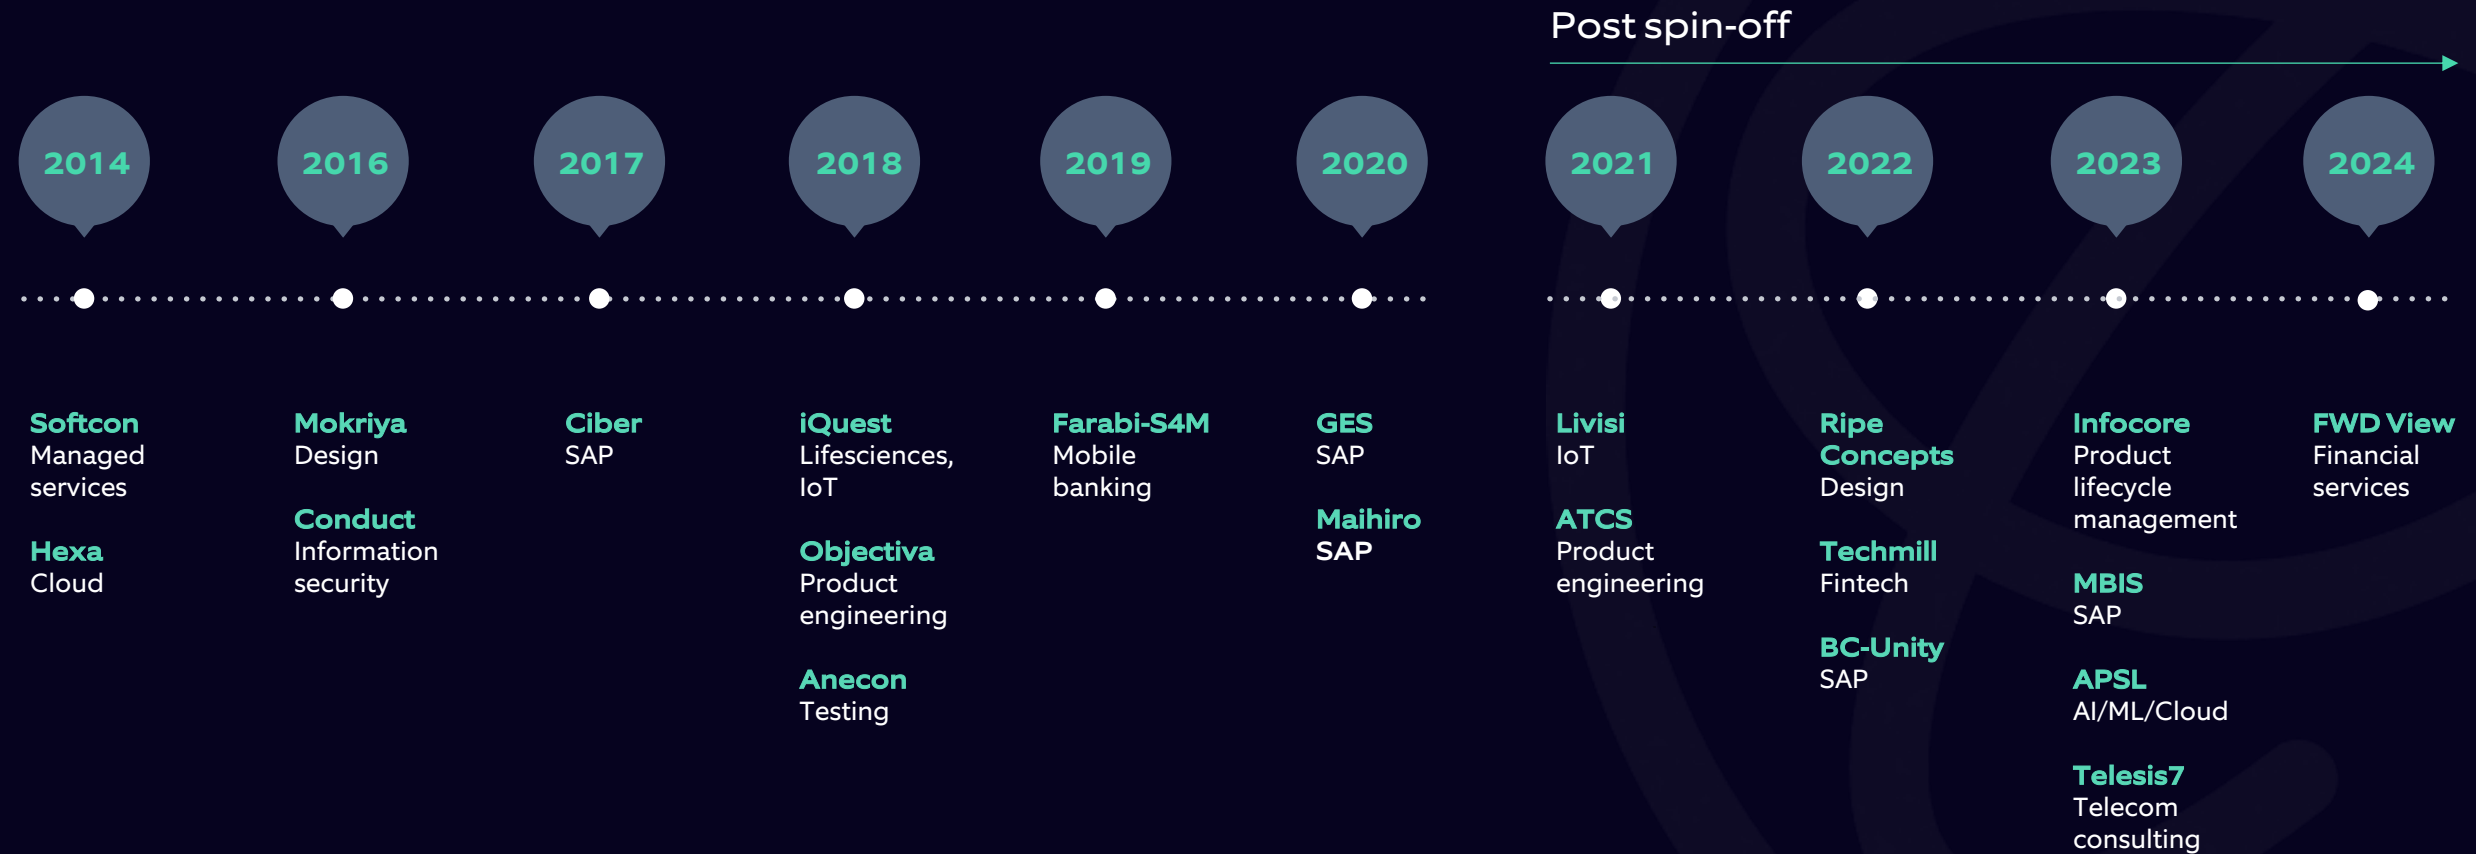 Post spin-off
2014
2016
2017
2018
2019
2020
2021
2022
2023
2024
Softcon
Managed
services
Hexa
Cloud
Mokriya
Design
Conduct
Information
security
Ciber
SAP
iQuest
Lifesciences,
IoT
Objectiva
Product
engineering
Anecon
Testing
Farabi-S4M
Mobile
banking
GES
SAP
Maihiro
SAP
Livisi
IoT
ATCS
Product
engineering
Ripe
Concepts
Design
Techmill
Fintech
BC-Unity
SAP
Infocore
Product
lifecycle
management
MBIS
SAP
APSL
AI/ML/Cloud
Telesis7
Telecom
consulting
FWD View
Financial
services